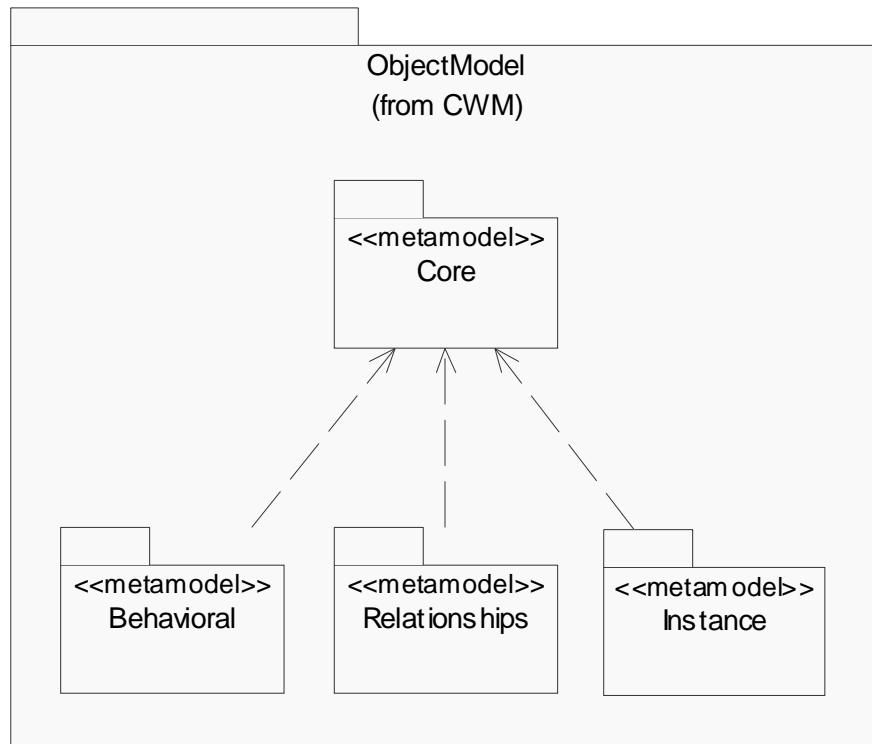 ObjectModel
(from CWM)
<<metamodel>>
Core
<<metamodel>>
Behavioral
<<metamodel>>
Relationships
<<metamodel>>
Instance